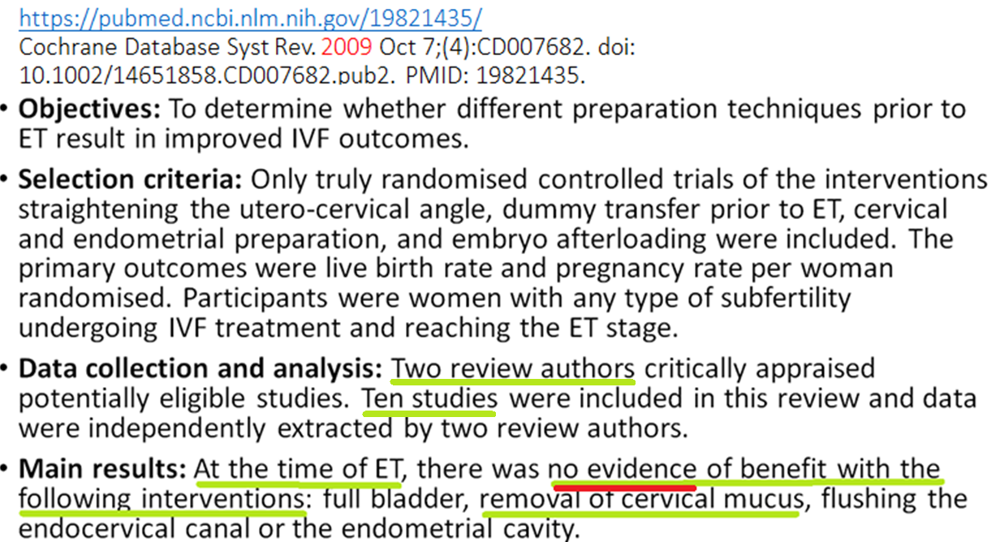 https://pubmed.ncbi.nlm.nih.gov/19821435/
Cochrane Database Syst Rev. 2009 Oct 7;(4):CD007682. doi:
10.1002/14651858.CD007682.pub2. PMID: 19821435.
• Objectives: To determine whether different preparation techniques prior to
ET result in improved IVF outcomes.
• Selection criteria: Only truly randomised controlled trials of the interventions
straightening the utero-cervical angle, dummy transfer prior to ET, cervical
and endometrial preparation, and embryo afterloading were included. The
primary outcomes were live birth rate and pregnancy rate per woman
randomised. Participants were women with any type of subfertility
undergoing IVF treatment and reaching the ET stage.
• Data collection and analysis: Two review authors critically appraised
potentially eligible studies. Ten studies were included in this review and data
were independently extracted by two review authors.
• Main results: At the time of ET, there was no evidence of benefit with the
following interventions: full bladder, removal of cervical mucus, flushing the
endocervical canal or the endometrial cavity.